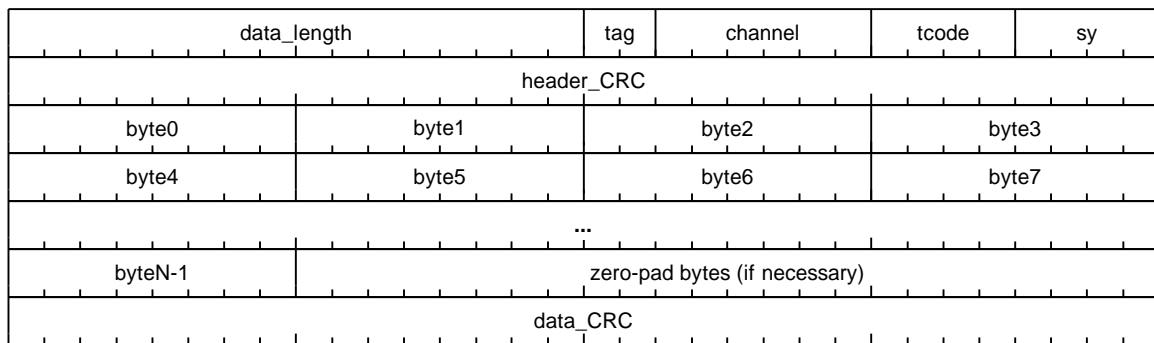 data_length tag channel tcode sy
header_CRC
byte0 byte1 byte2 byte3
byte4 byte5 byte6 byte7
...
byteN-1 zero-pad bytes (if necessary)
data_CRC